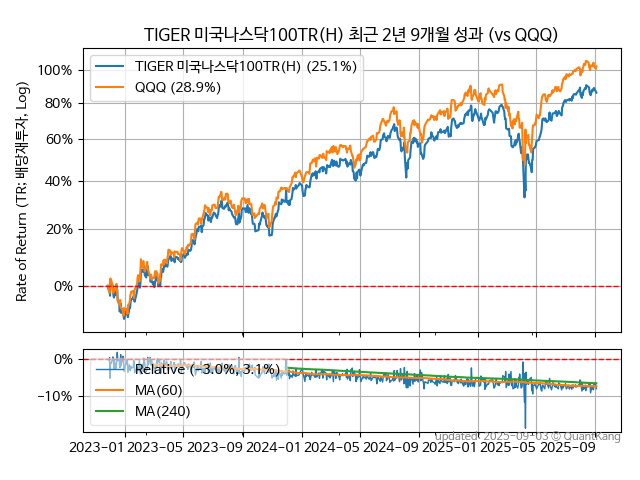 TIGER 미국나스닥100TR(H) 최근 2년 9개월 성과 (vs QQQ)
Rate of Return (TR; 배당재투자, Log)
100%
80%
60%
40%
20%
0%
TIGER 미국나스닥100TR(H) (25.1%)
QQQ (28.9%)
0%
−10%
Relative (−3.0%, 3.1%)
MA(60)
MA(240)
updated: 2025-09-03 © QuantKang
2023-01
2023-05
2023-09
2024-01
2024-05
2024-09
2025-01
2025-05
2025-09